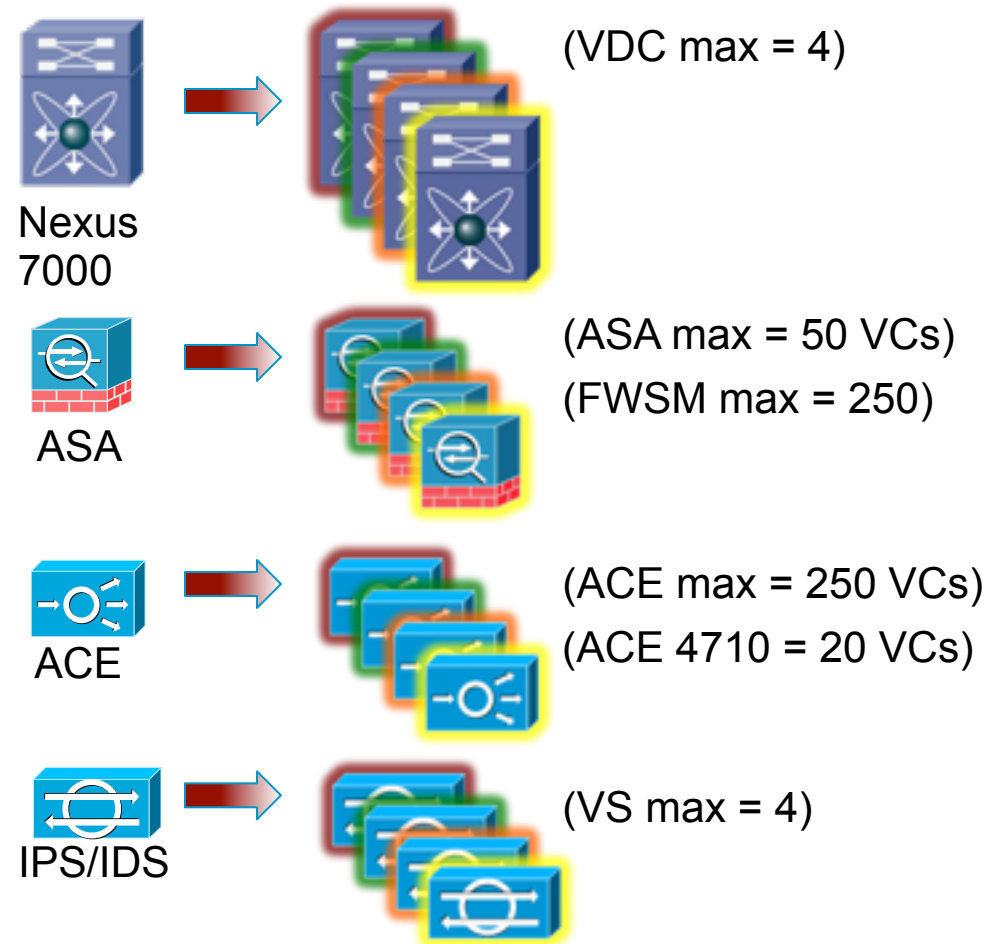 (VDC max = 4)
Nexus
7000
(ASA max = 50 VCs)
(FWSM max = 250)
ASA
(ACE max = 250 VCs)
(ACE 4710 = 20 VCs)
ACE
(VS max = 4)
IPS/IDS